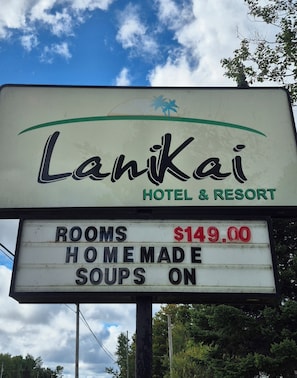 LaniKai
HOTEL & RESORT
ROOMS $149.00
HOMEMADE
SOUPS ON